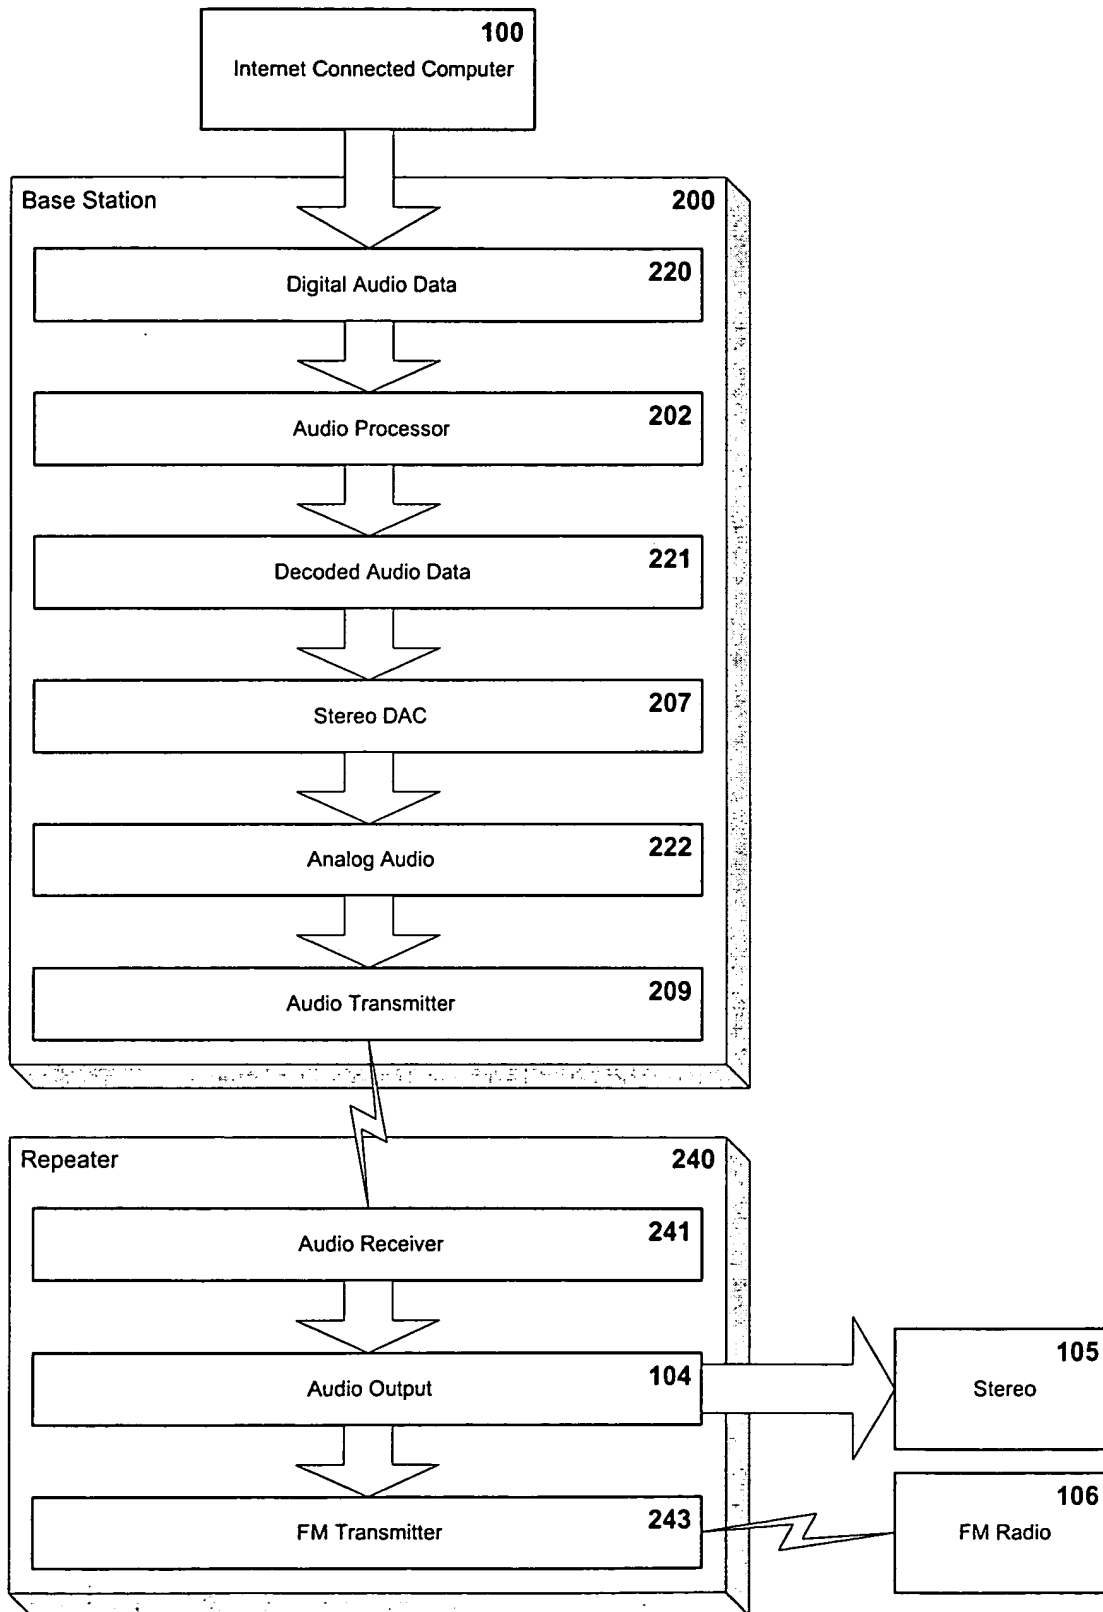 100
Internet Connected Computer
Base Station 200
220
Digital Audio Data
202
Audio Processor
221
Decoded Audio Data
207
Stereo DAC
222
Analog Audio
209
Audio Transmitter
Repeater 240
241
Audio Receiver
104
Audio Output
105
Stereo
243
FM Transmitter
106
FM Radio